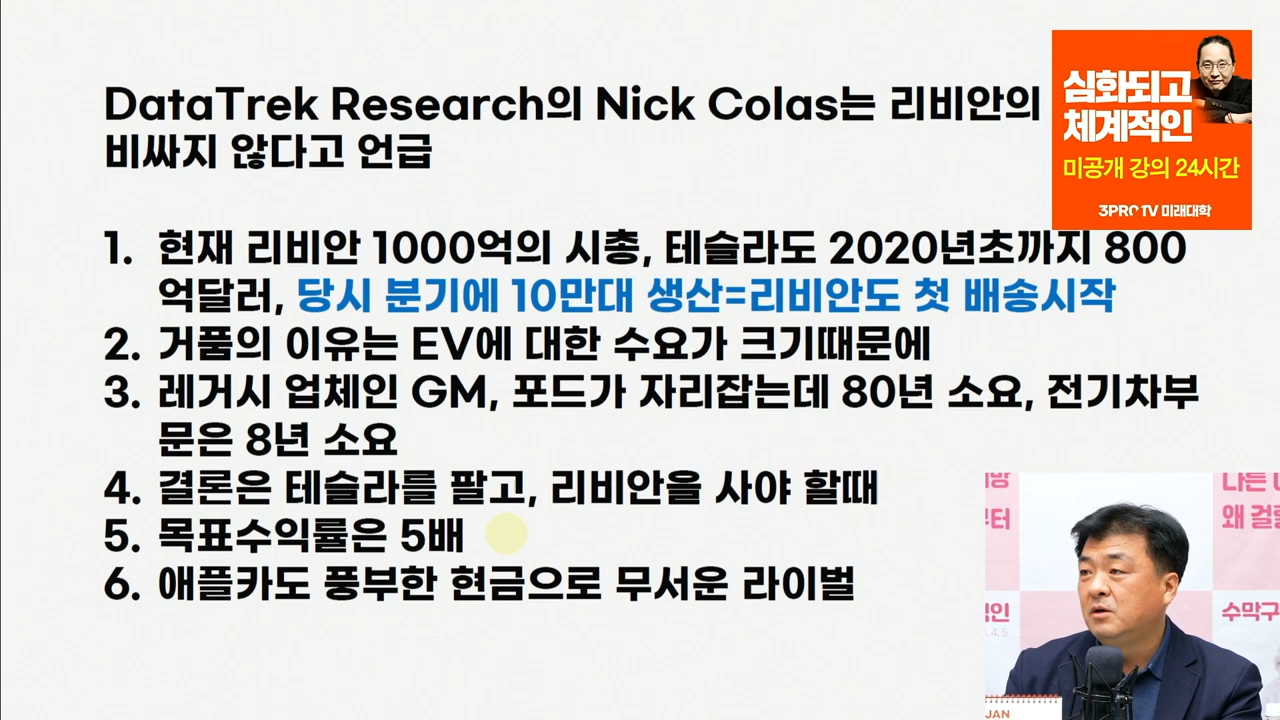 DataTrek Research의 Nick Colas는 리비안의
비싸지 않다고 언급
1. 현재 리비안 1000억의 시총, 테슬라도 2020년초까지 800
억달러, 당시 분기에 10만대 생산=리비안도 첫 배송시작
2. 거품의 이유는 EV에 대한 수요가 크기때문에
3. 레거시 업체인 GM, 포드가 자리잡는데 80년 소요, 전기차부
문은 8년 소요
4. 결론은 테슬라를 팔고, 리비안을 사야 할때
5. 목표수익률은 5배
6. 애플카도 풍부한 현금으로 무서운 라이벌
심화되고
체계적인
미공개 강의 24시간
3PRO TV 미래대학
나는
왜 걸
수막구
4.5
JAN